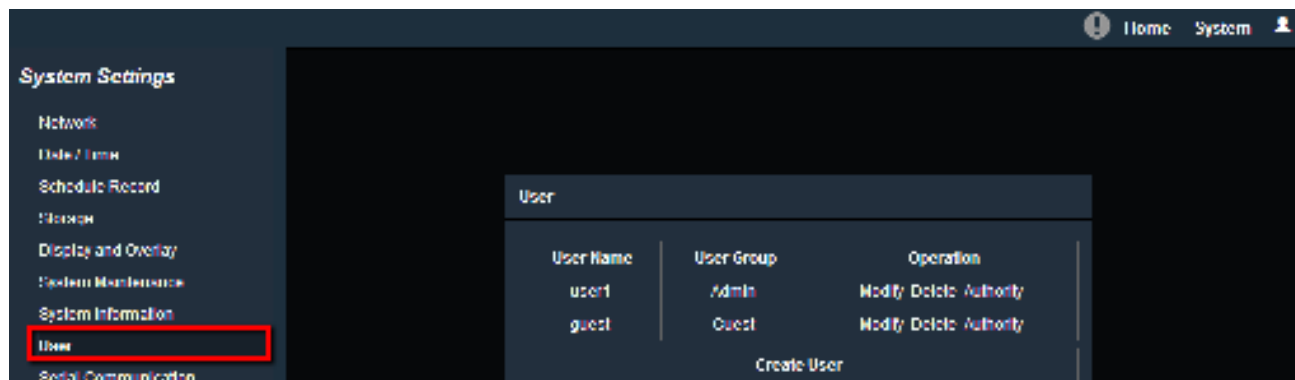 Home System
System Settings
Network
Date / Time
Schedule Record
Storage
Display and Overlay
System Maintenance
System Information
User
Serial Communication
User
User Name User Group Operation
user1 Admin Modify Delete Authority
guest Guest Modify Delete Authority
Create User